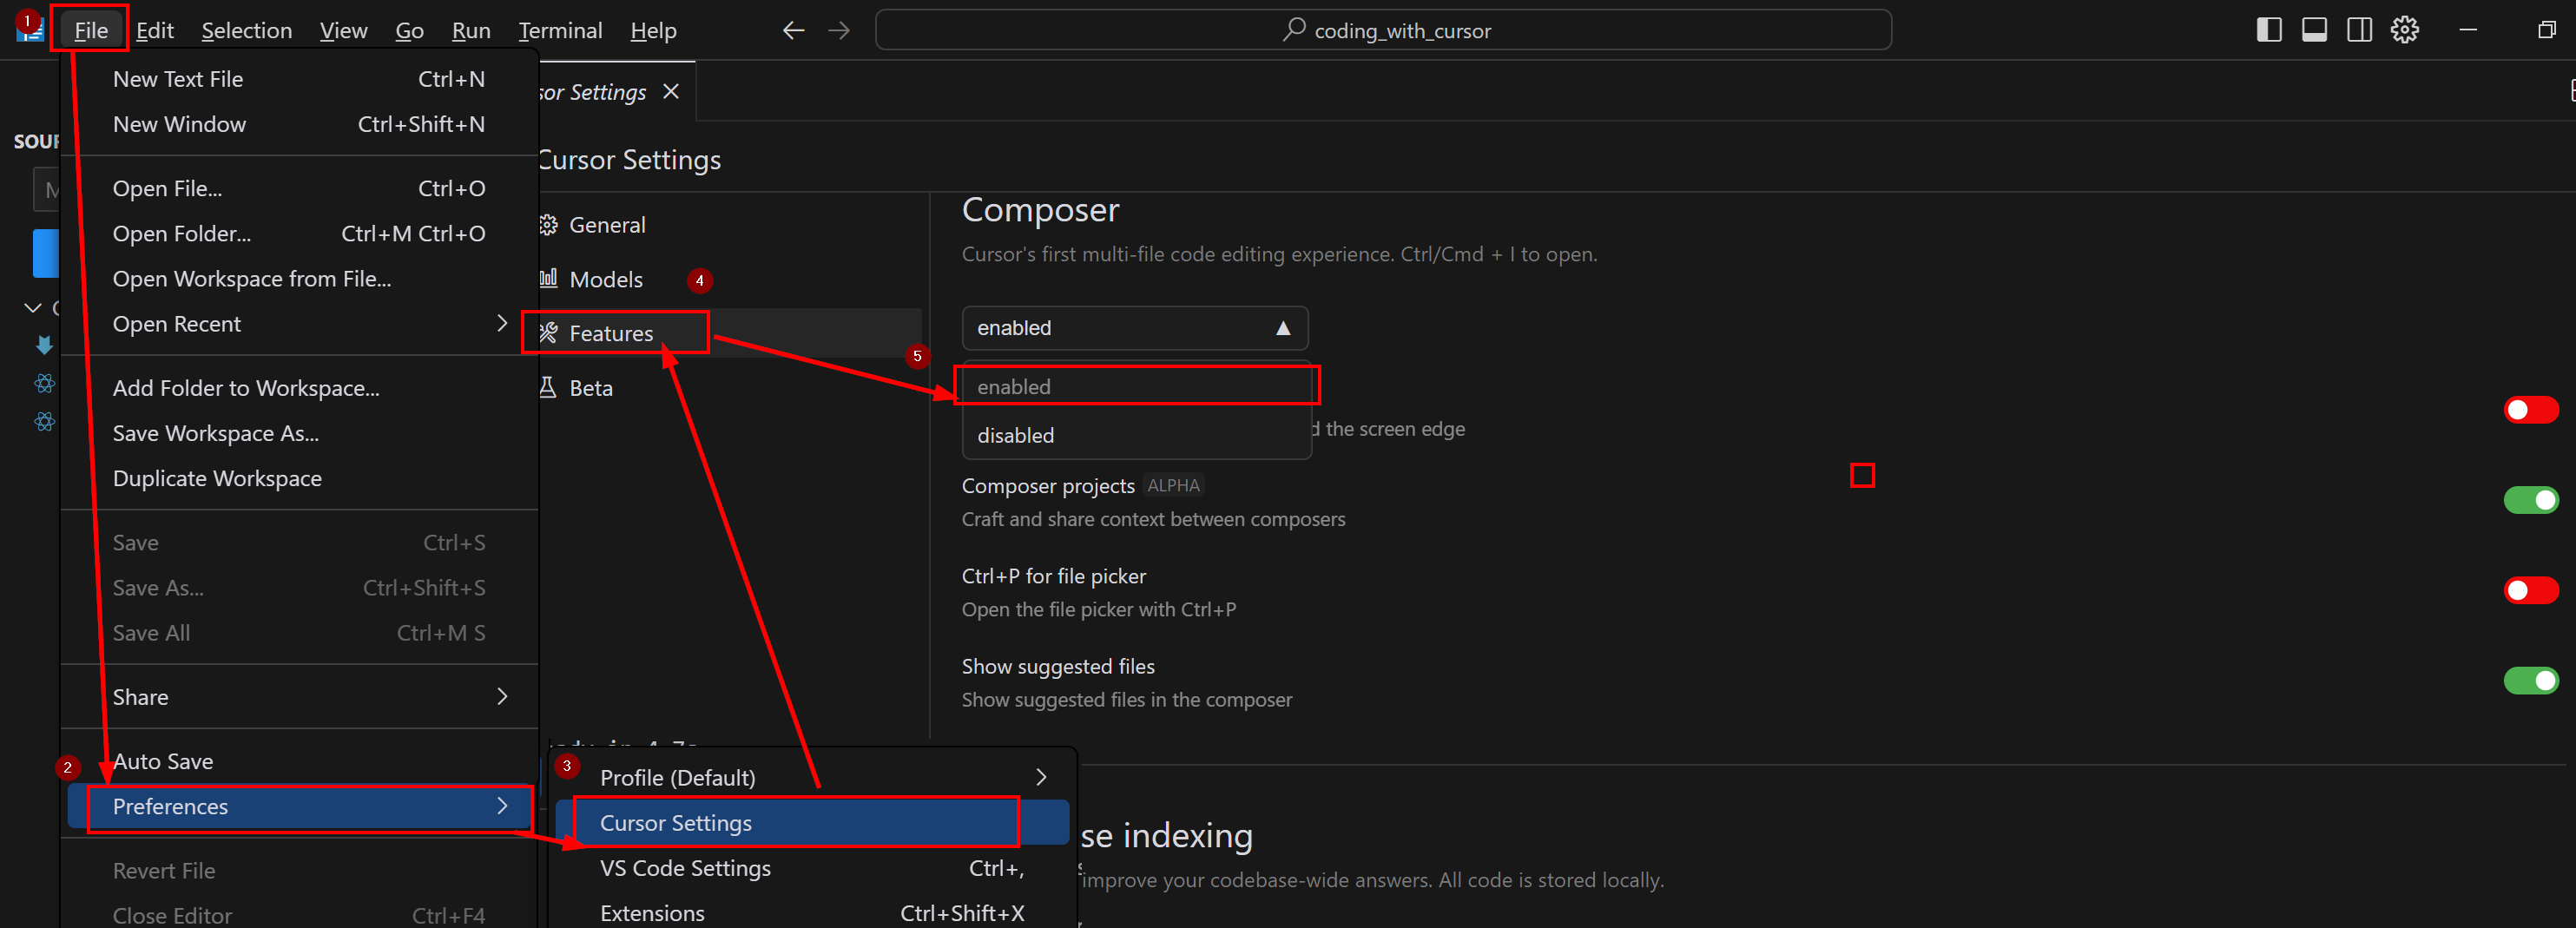 1
File Edit Selection View Go Run Terminal Help
coding_with_cursor
New Text File Ctrl+N
New Window Ctrl+Shift+N
Open File... Ctrl+O
Open Folder... Ctrl+M Ctrl+O
Open Workspace from File...
Open Recent
Add Folder to Workspace...
Save Workspace As...
Duplicate Workspace
Save Ctrl+S
Save As... Ctrl+Shift+S
Save All Ctrl+M S
Share
Auto Save
2
Preferences
Revert File
Close Editor Ctrl+F4
3
Profile (Default)
Cursor Settings
VS Code Settings Ctrl+,
Extensions Ctrl+Shift+X
sor Settings
Cursor Settings
General
Models
4
Features
Beta
Composer
Cursor's first multi-file code editing experience. Ctrl/Cmd + I to open.
enabled
5
enabled
disabled
d the screen edge
Composer projects ALPHA
Craft and share context between composers
Ctrl+P for file picker
Open the file picker with Ctrl+P
Show suggested files
Show suggested files in the composer
se indexing
improve your codebase-wide answers. All code is stored locally.